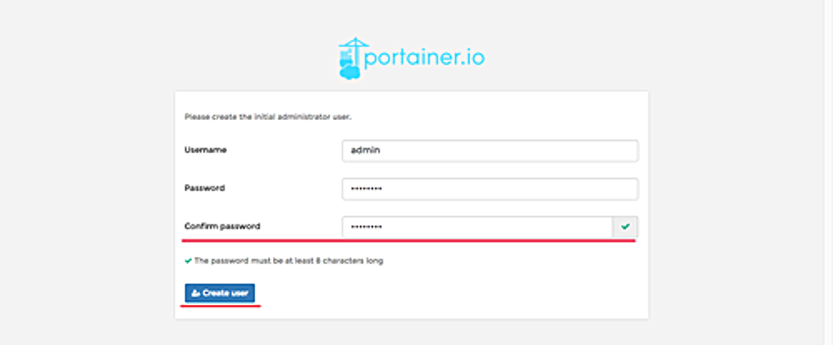 portainer.io
Please create the initial administrator user.
Username admin
Password ••••••••
Confirm password ••••••••
The password must be at least 8 characters long
Create user